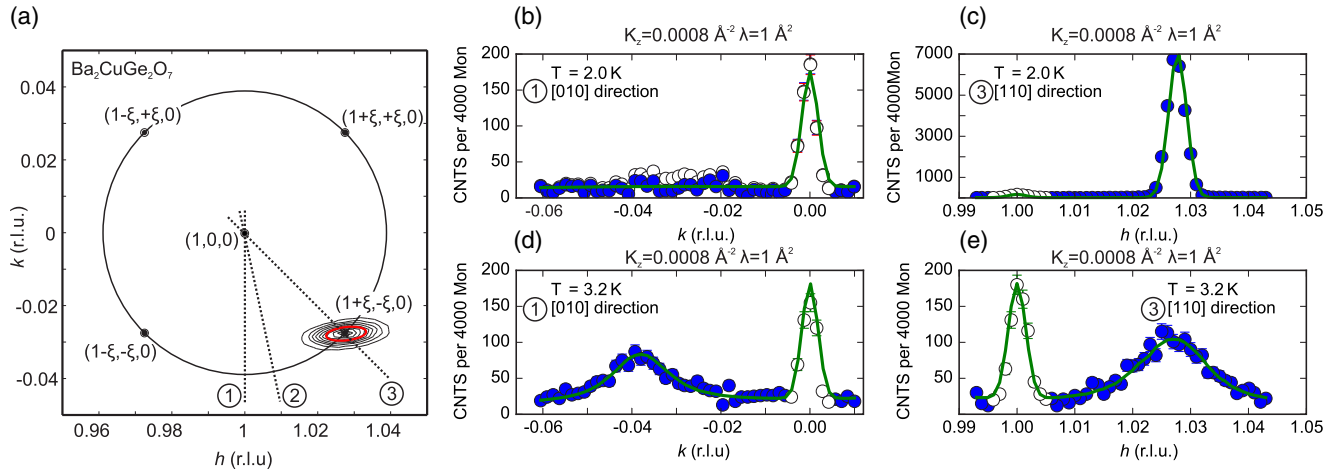 (a)
Ba₂CuGe₂O₇
0.04
0.02
0
-0.02
-0.04
k (r.l.u)
(1-ξ,+ξ,0)
(1+ξ,+ξ,0)
(1,0,0)
(1+ξ,-ξ,0)
(1-ξ,-ξ,0)
1
2
3
0.96
0.98
1
1.02
1.04
h (r.l.u)
(b)
K_z=0.0008 Å⁻² λ=1 Å²
T = 2.0 K
1 [010] direction
CNTS per 4000 Mon
200
150
100
50
0
-0.06
-0.04
-0.02
0.00
k (r.l.u.)
(c)
K_z=0.0008 Å⁻² λ=1 Å²
T = 2.0 K
3 [110] direction
CNTS per 4000Mon
7000
5000
3000
1000
0.99
1.00
1.01
1.02
1.03
1.04
1.05
h (r.l.u.)
(d)
K_z=0.0008 Å⁻² λ=1 Å²
T = 3.2 K
1 [010] direction
CNTS per 4000 Mon
200
150
100
50
0
-0.06
-0.04
-0.02
0.00
k (r.l.u.)
(e)
K_z=0.0008 Å⁻² λ=1 Å²
T = 3.2 K
3 [110] direction
CNTS per 4000 Mon
200
150
100
50
0
0.99
1.00
1.01
1.02
1.03
1.04
1.05
h (r.l.u.)